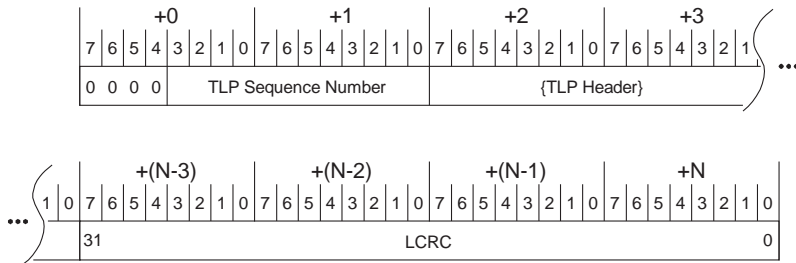 +0 +1 +2 +3
7 6 5 4 3 2 1 0 7 6 5 4 3 2 1 0 7 6 5 4 3 2 1 0 7 6 5 4 3 2 1
0 0 0 0 TLP Sequence Number {TLP Header} •••
+(N-3) +(N-2) +(N-1) +N
1 0 7 6 5 4 3 2 1 0 7 6 5 4 3 2 1 0 7 6 5 4 3 2 1 0 7 6 5 4 3 2 1 0
••• 31 LCRC 0